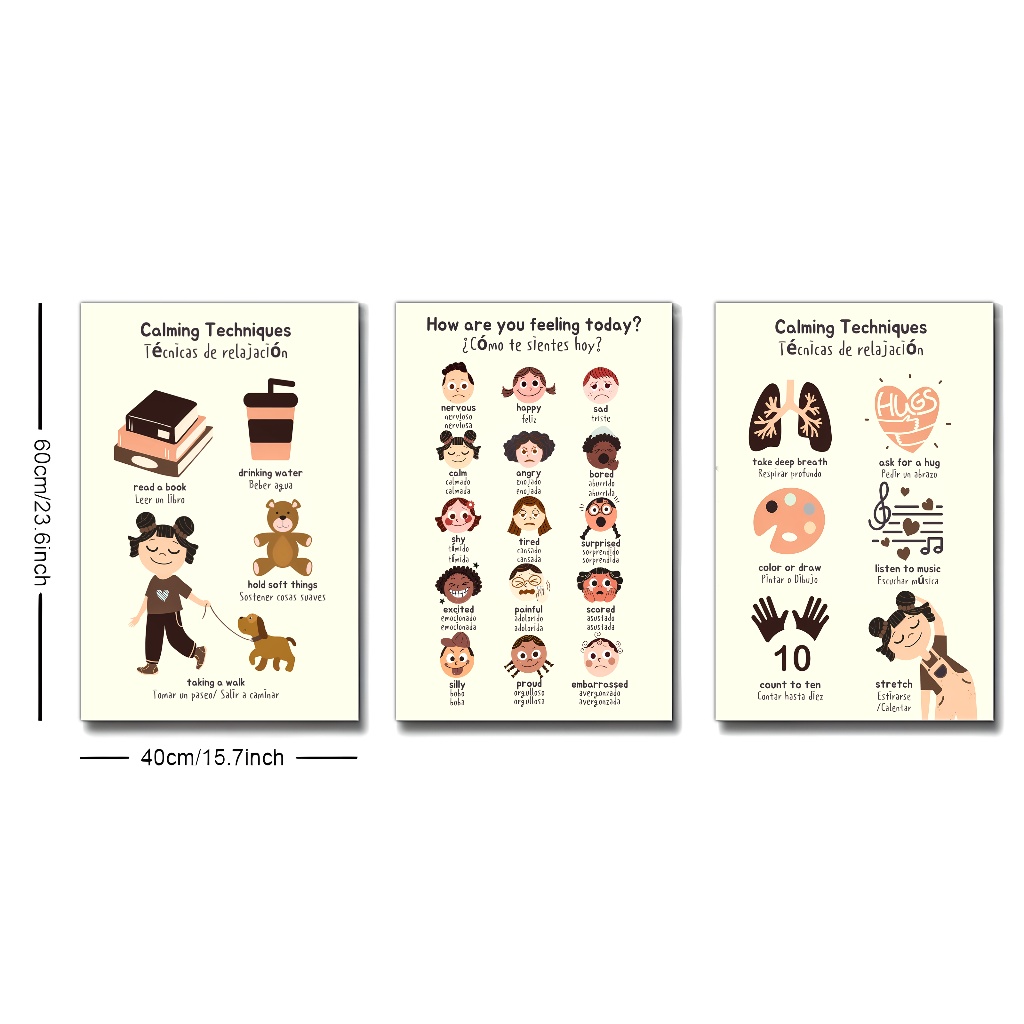 60cm/23.6inch
40cm/15.7inch
Calming Techniques
Técnicas de relajación
read a book
Leer un libro
drinking water
Beber agua
hold soft things
Sostener cosas suaves
taking a walk
Tomar un paseo/ Salir a caminar
How are you feeling today?
¿Cómo te sientes hoy?
nervous
nervioso
nerviosa
happy
feliz
sad
triste
calm
calmado
calmada
angry
enojado
enojada
bored
aburrido
aburrida
shy
tímido
tímida
tired
cansado
cansada
surprised
sorprendido
sorprendida
excited
emocionado
emocionada
painful
adolorido
adolorida
scared
asustado
asustada
silly
bobo
boba
proud
orgulloso
orgullosa
embarrassed
avergonzado
avergonzada
Calming Techniques
Técnicas de relajación
take deep breath
Respirar profundo
HUGS
ask for a hug
Pedir un abrazo
color or draw
Pintar o Dibujo
listen to music
Escuchar música
10
count to ten
Contar hasta diez
stretch
Estirarse
/Calentar